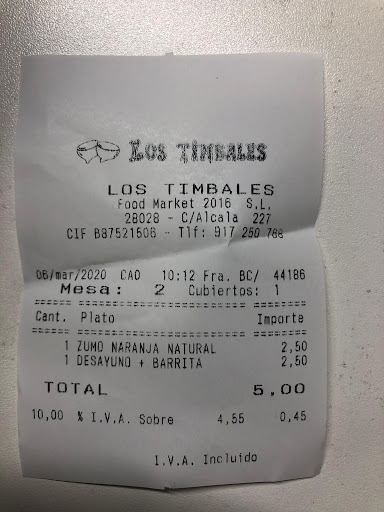 LOS TIMBALES
LOS TIMBALES
Food Market 2016 S.L.
28028 - C/Alcala 227
CIF B87521506 - Tlf: 917 250 768
06/mar/2020 CAO 10:12 Fra. BC/ 44186
Mesa: 2 Cubiertos: 1
===== ====== =======
Cant. Plato Importe
===== ====== =======
1 ZUMO NARANJA NATURAL 2,50
1 DESAYUNO + BARRITA 2,50
TOTAL 5,00
10,00 % I.V.A. Sobre 4,55 0,45
I.V.A. Incluido